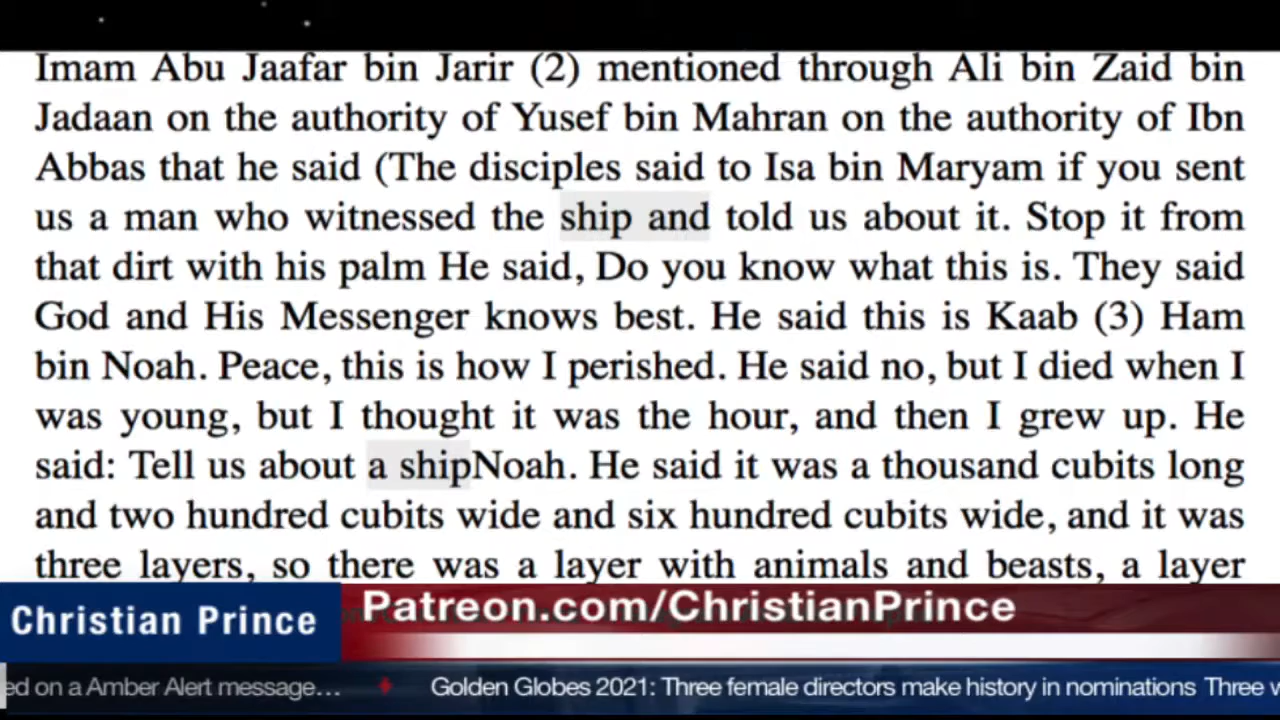 Imam Abu Jaafar bin Jarir (2) mentioned through Ali bin Zaid bin
Jadaan on the authority of Yusef bin Mahran on the authority of Ibn
Abbas that he said (The disciples said to Isa bin Maryam if you sent
us a man who witnessed the ship and told us about it. Stop it from
that dirt with his palm He said, Do you know what this is. They said
God and His Messenger knows best. He said this is Kaab (3) Ham
bin Noah. Peace, this is how I perished. He said no, but I died when I
was young, but I thought it was the hour, and then I grew up. He
said: Tell us about a shipNoah. He said it was a thousand cubits long
and two hundred cubits wide and six hundred cubits wide, and it was
three layers, so there was a layer with animals and beasts, a layer
Christian Prince
Patreon.com/ChristianPrince
ed on a Amber Alert message... Golden Globes 2021: Three female directors make history in nominations Three